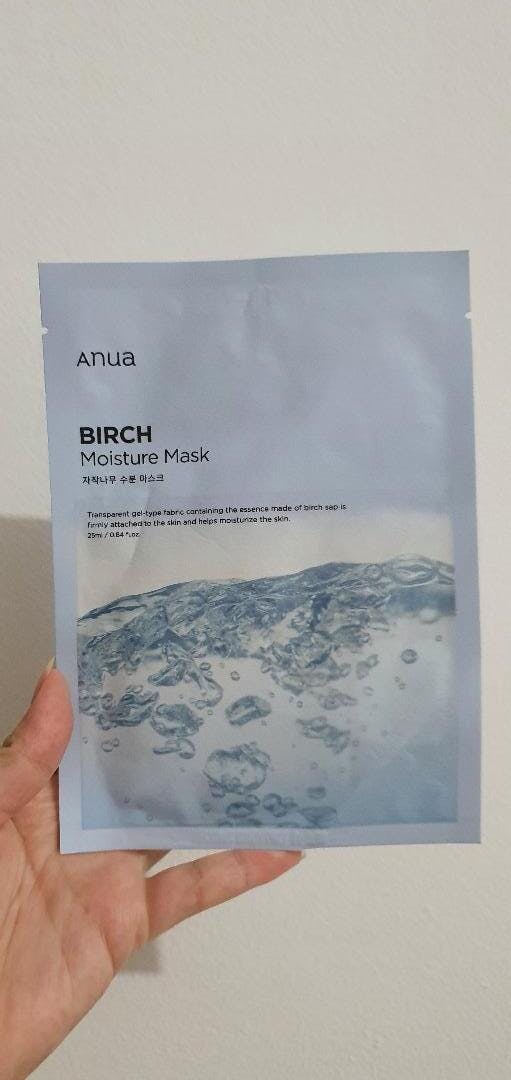 Anua
BIRCH
Moisture Mask
자작나무 수분 마스크
Transparent gel-type fabric containing the essence made of birch sap is
firmly attached to the skin and helps moisturize the skin.
25ml / 0.84 fl.oz.